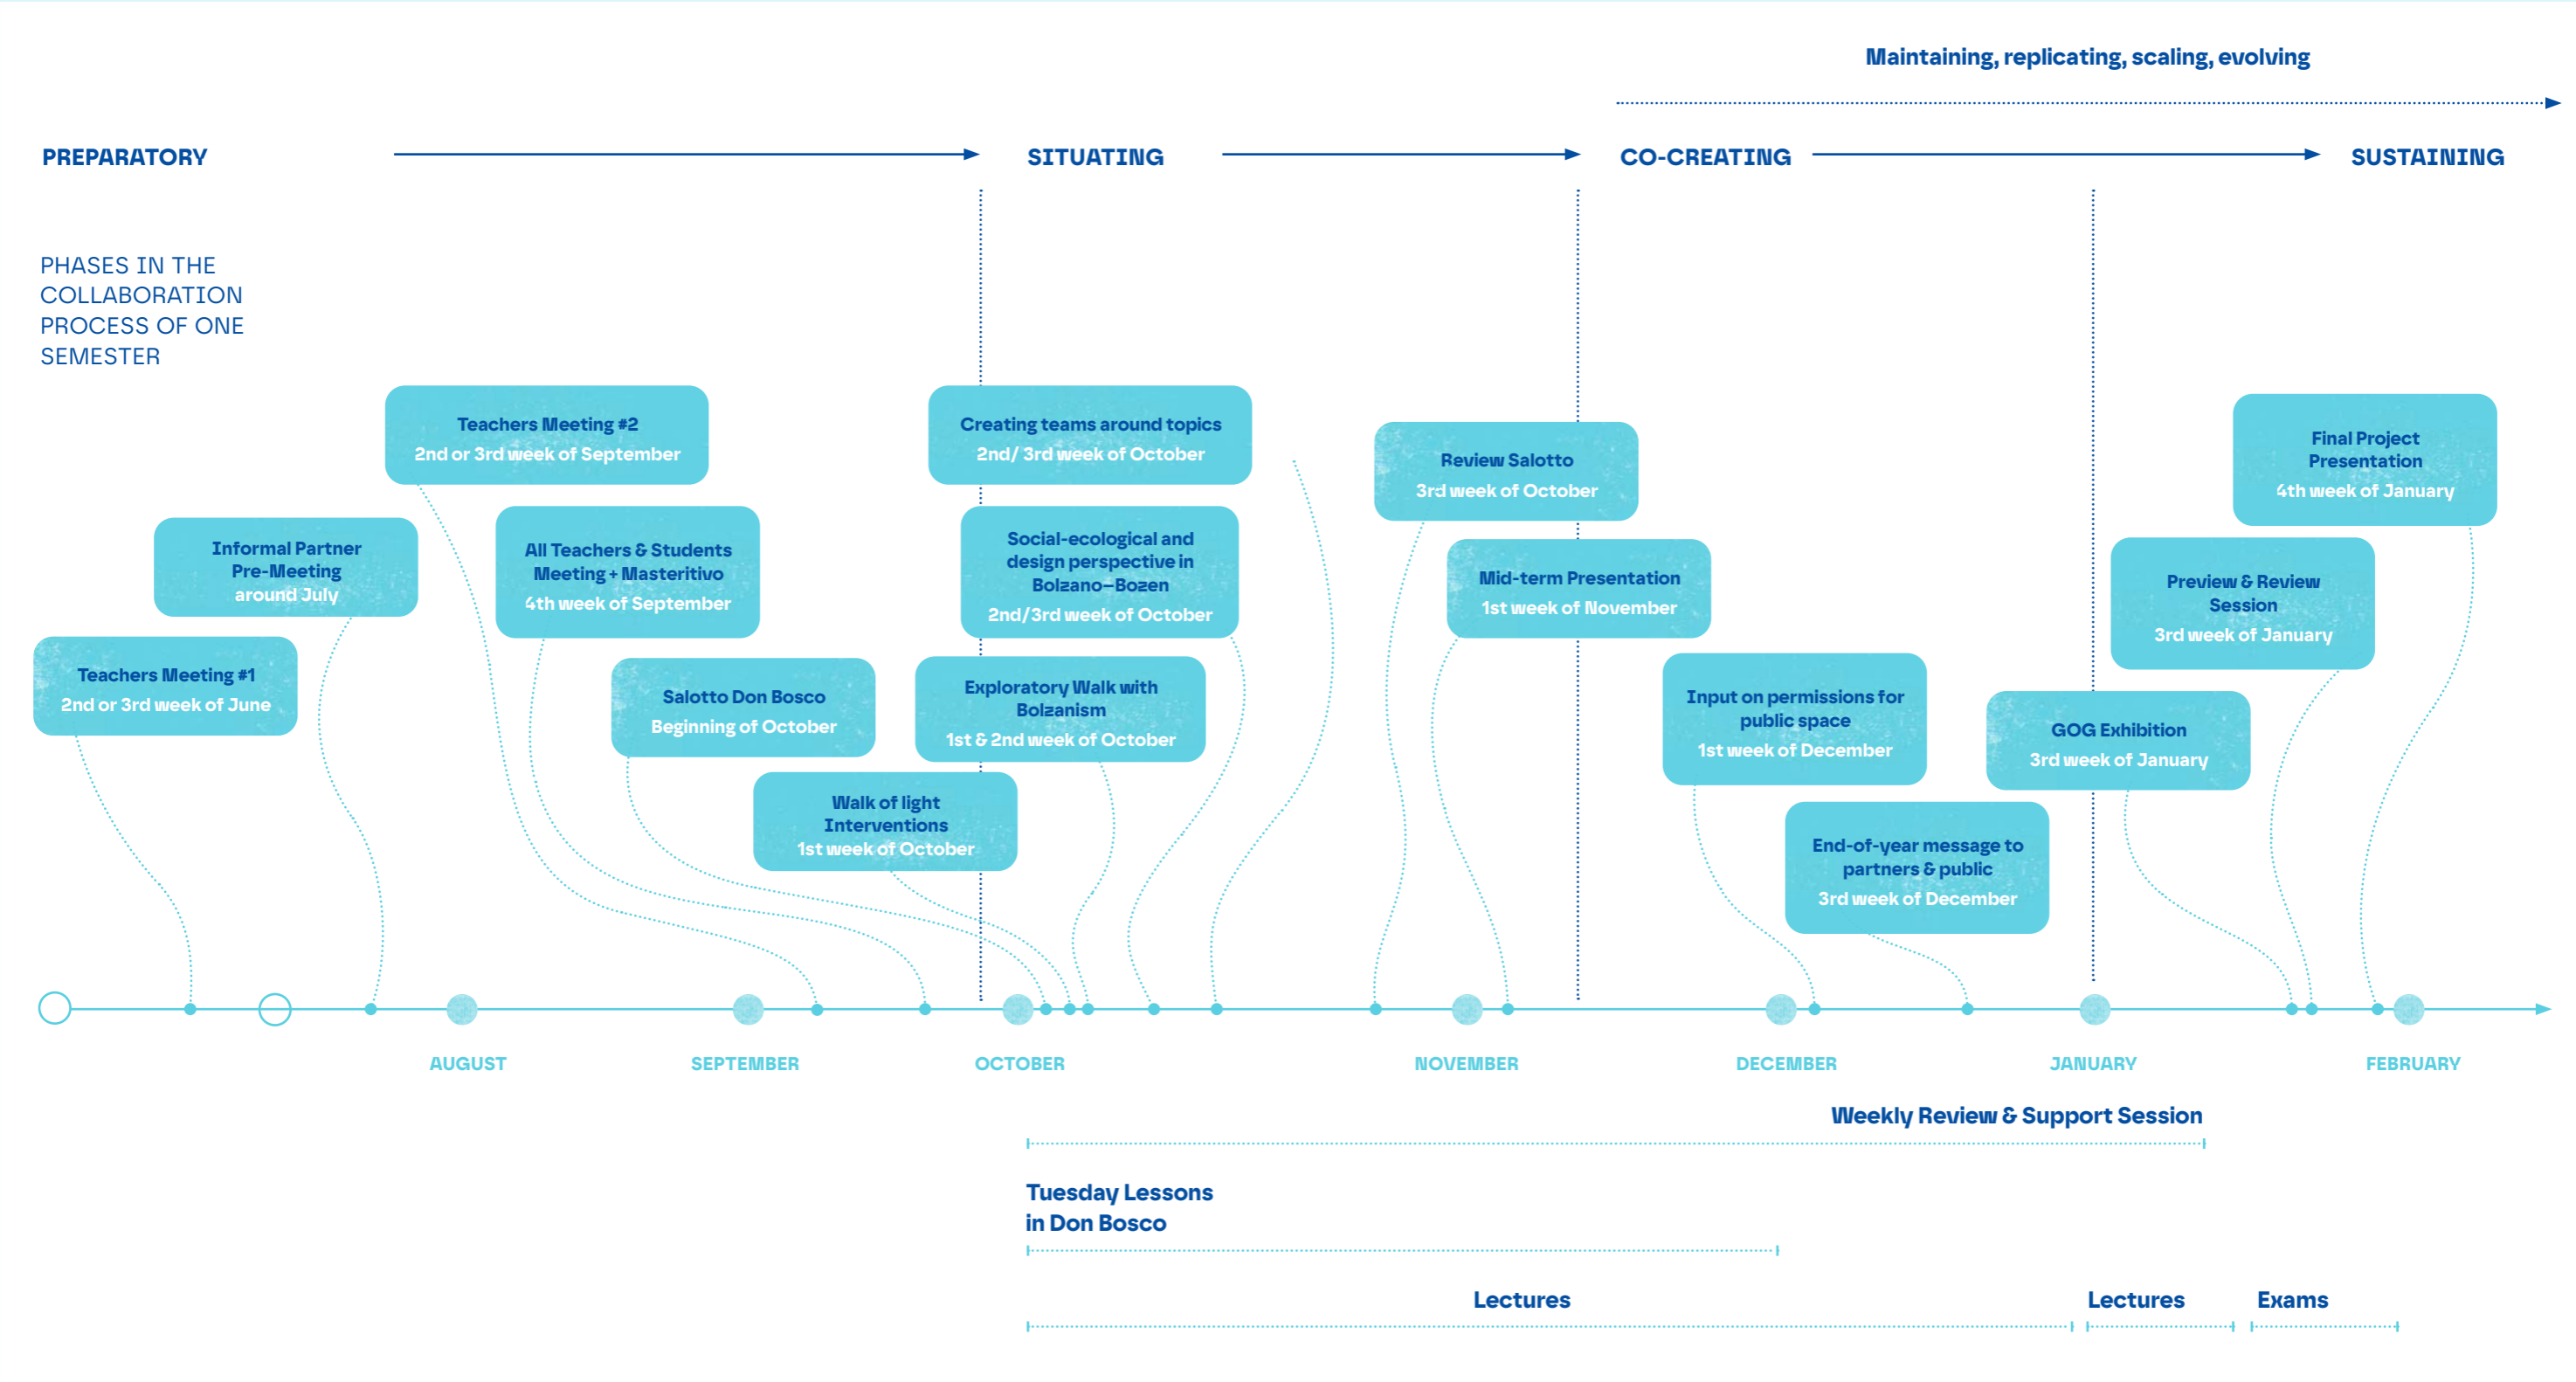 Maintaining, replicating, scaling, evolving
PREPARATORY
SITUATING
CO-CREATING
SUSTAINING
PHASES IN THE
COLLABORATION
PROCESS OF ONE
SEMESTER
Teachers Meeting #1
2nd or 3rd week of June
Informal Partner
Pre-Meeting
around July
Teachers Meeting #2
2nd or 3rd week of September
All Teachers & Students
Meeting + Masteritivo
4th week of September
Salotto Don Bosco
Beginning of October
Walk of light
Interventions
1st week of October
Creating teams around topics
2nd/ 3rd week of October
Social-ecological and
design perspective in
Bolzano–Bozen
2nd/3rd week of October
Exploratory Walk with
Bolzanism
1st & 2nd week of October
Review Salotto
3rd week of October
Mid-term Presentation
1st week of November
Input on permissions for
public space
1st week of December
End-of-year message to
partners & public
3rd week of December
GOG Exhibition
3rd week of January
Preview & Review
Session
3rd week of January
Final Project
Presentation
4th week of January
AUGUST
SEPTEMBER
OCTOBER
NOVEMBER
DECEMBER
JANUARY
FEBRUARY
Weekly Review & Support Session
Tuesday Lessons
in Don Bosco
Lectures
Lectures
Exams